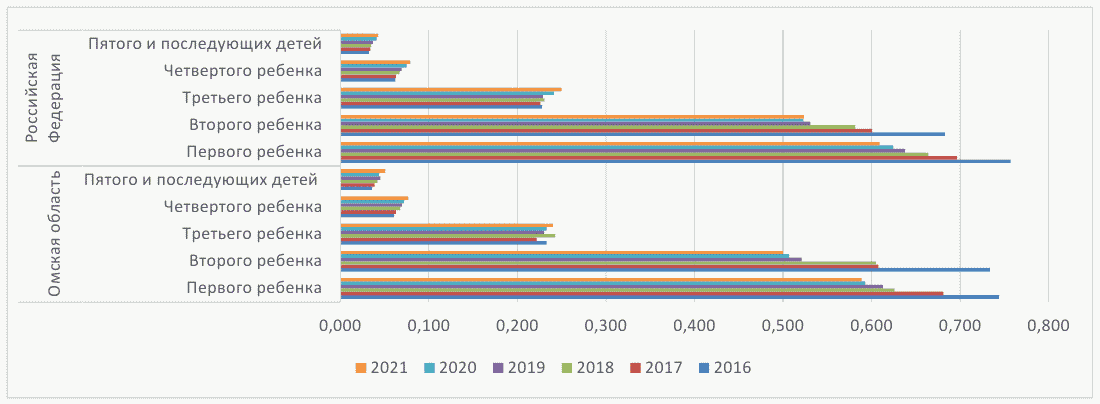 Российская
Федерация
Пятого и последующих детей
Четвертого ребенка
Третьего ребенка
Второго ребенка
Первого ребенка
Омская область
Пятого и последующих детей
Четвертого ребенка
Третьего ребенка
Второго ребенка
Первого ребенка
0,000 0,100 0,200 0,300 0,400 0,500 0,600 0,700 0,800
2021 2020 2019 2018 2017 2016